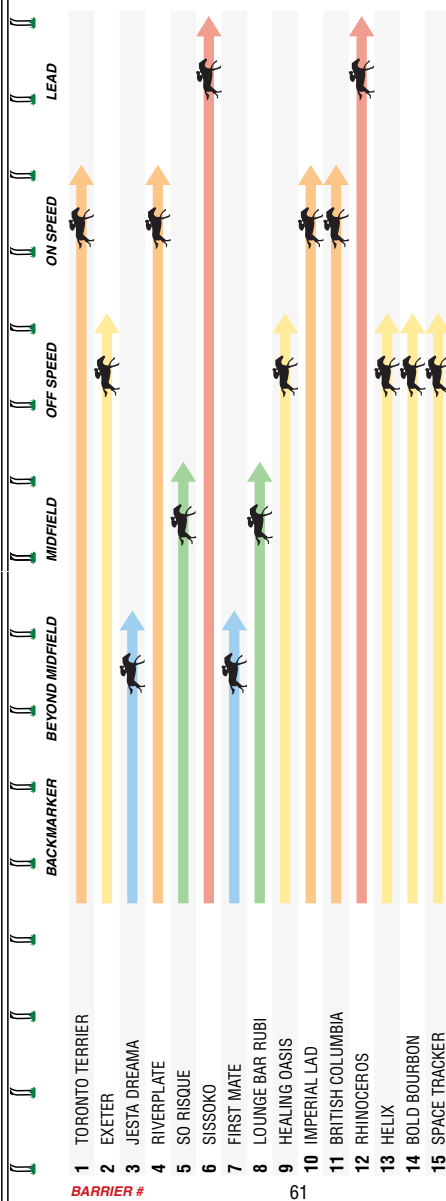 LEAD
ON SPEED
OFF SPEED
MIDFIELD
BEYOND MIDFIELD
BACKMARKER
1 TORONTO TERRIER
2 EXETER
3 JESTA DREAMA
4 RIVERPLATE
5 SO RISQUE
6 SISSOKO
7 FIRST MATE
8 LOUNGE BAR RUBI
9 HEALING OASIS
10 IMPERIAL LAD
11 BRITISH COLUMBIA
12 RHINOCEROS
13 HELIX
14 BOLD BOURBON
15 SPACE TRACKER
BARRIER #
61